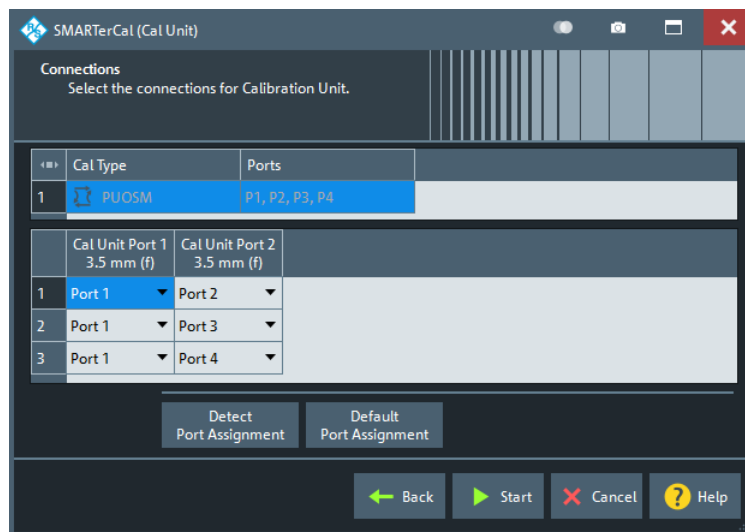 SMARTerCal (Cal Unit)
Connections
Select the connections for Calibration Unit.
Cal Type Ports
1 PUOSM P1, P2, P3, P4
Cal Unit Port 1 Cal Unit Port 2
3.5 mm (f) 3.5 mm (f)
1 Port 1 Port 2
2 Port 1 Port 3
3 Port 1 Port 4
Detect Default
Port Assignment Port Assignment
Back Start Cancel ? Help